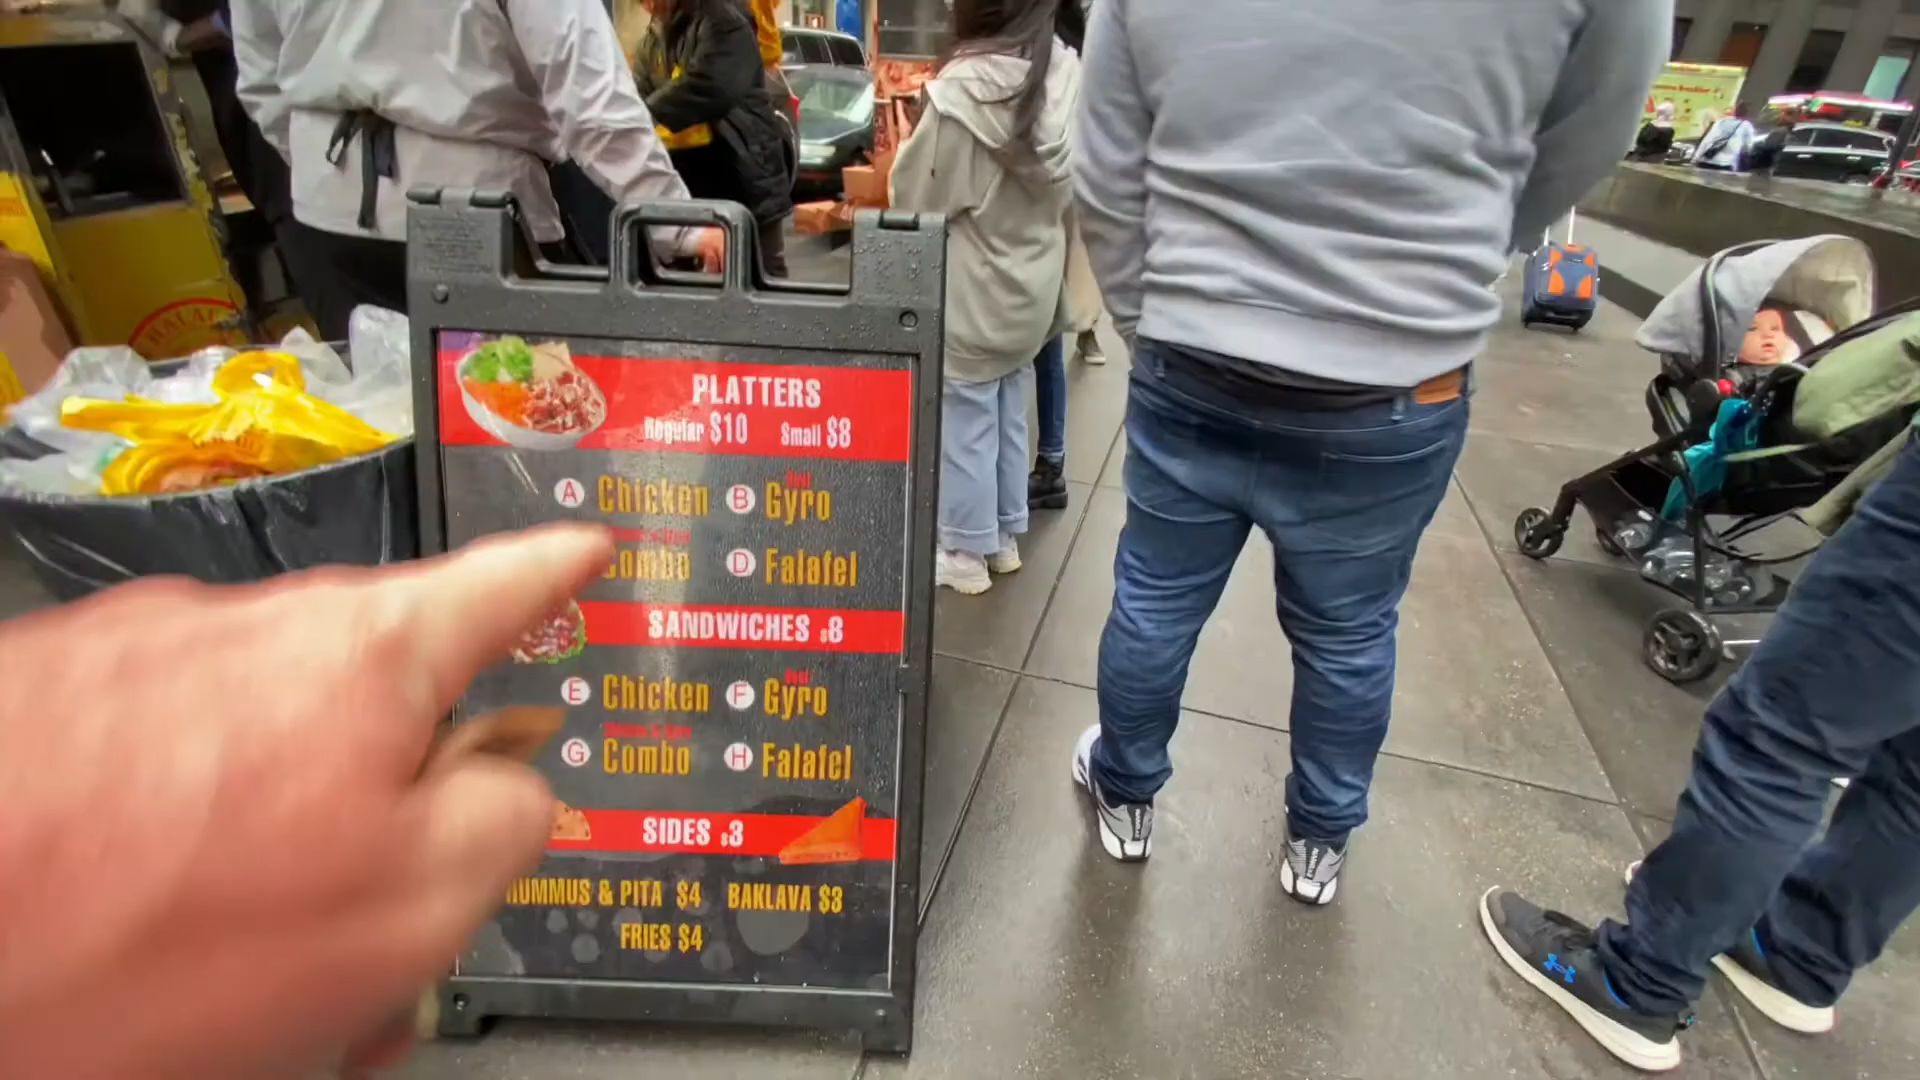 HALAL
PLATTERS
Regular $10 Small $8
A Chicken B Beef Gyro
Combo D Falafel
SANDWICHES $8
E Chicken F Beef Gyro
G Combo H Falafel
SIDES $3
HUMMUS & PITA $4 BAKLAVA $3
FRIES $4